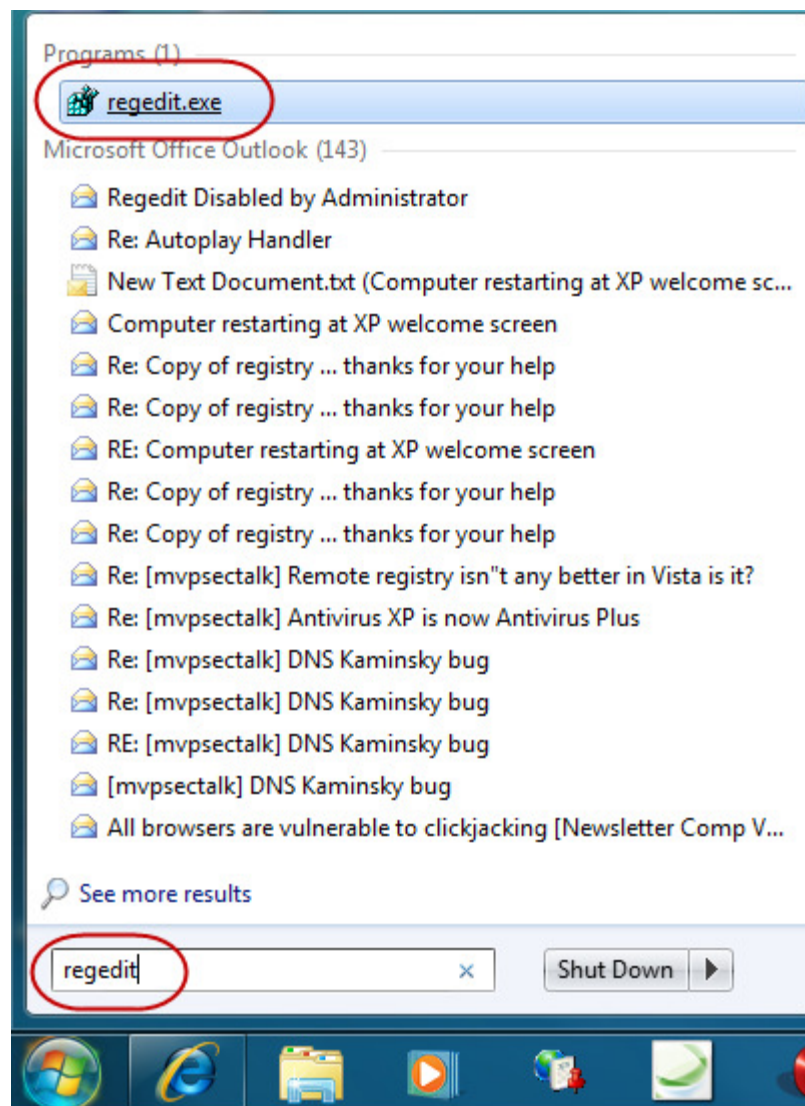 Programs (1)
regedit.exe
Microsoft Office Outlook (143)
Regedit Disabled by Administrator
Re: Autoplay Handler
New Text Document.txt (Computer restarting at XP welcome sc...
Computer restarting at XP welcome screen
Re: Copy of registry ... thanks for your help
Re: Copy of registry ... thanks for your help
RE: Computer restarting at XP welcome screen
Re: Copy of registry ... thanks for your help
Re: Copy of registry ... thanks for your help
Re: [mvpsectalk] Remote registry isn"t any better in Vista is it?
Re: [mvpsectalk] Antivirus XP is now Antivirus Plus
Re: [mvpsectalk] DNS Kaminsky bug
Re: [mvpsectalk] DNS Kaminsky bug
RE: [mvpsectalk] DNS Kaminsky bug
[mvpsectalk] DNS Kaminsky bug
All browsers are vulnerable to clickjacking [Newsletter Comp V...
See more results
regedit Shut Down